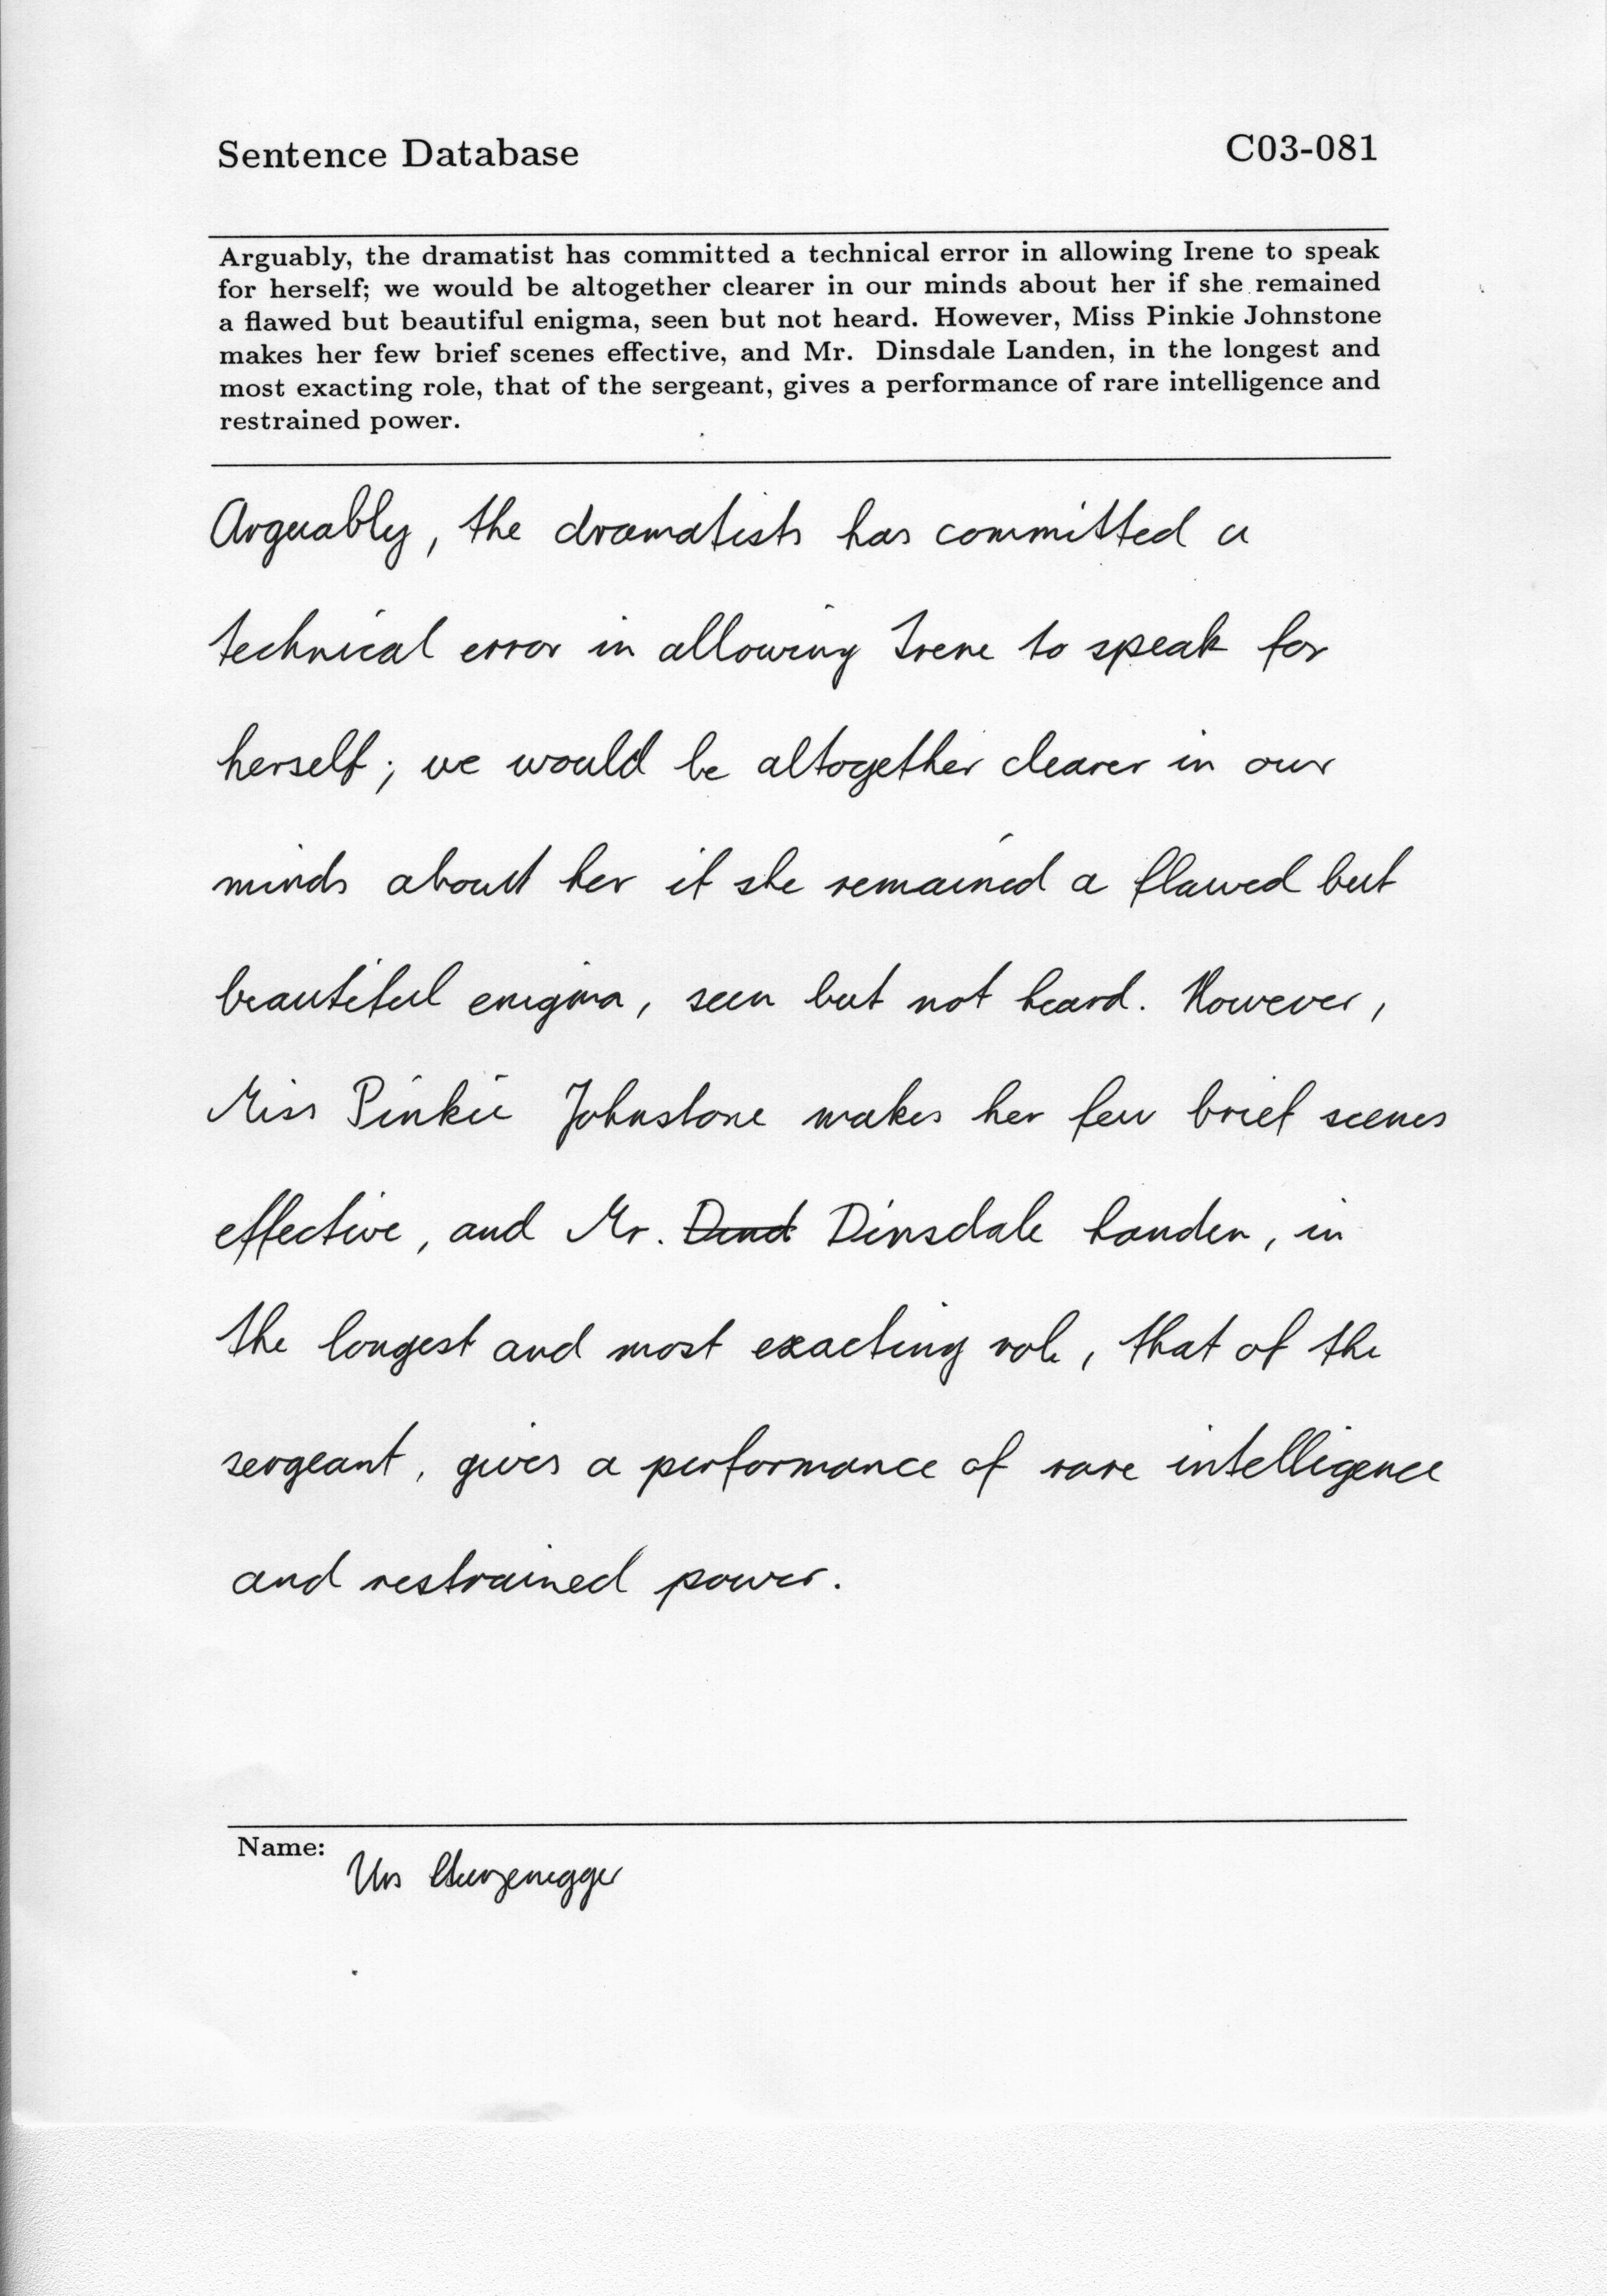 Sentence Database C03-081
Arguably, the dramatist has committed a technical error in allowing Irene to speak
for herself; we would be altogether clearer in our minds about her if she remained
a flawed but beautiful enigma, seen but not heard. However, Miss Pinkie Johnstone
makes her few brief scenes effective, and Mr. Dinsdale Landen, in the longest and
most exacting role, that of the sergeant, gives a performance of rare intelligence and
restrained power.
Arguably, the dramatists has committed a
technical error in allowing Irene to speak for
herself; we would be altogether clearer in our
minds about her if she remained a flawed but
beautiful enigma, seen but not heard. However,
Miss Pinkie Johnstone makes her few brief scenes
effective, and Mr. Dinsdale Landen, in
the longest and most exacting role, that of the
sergeant, gives a performance of rare intelligence
and restrained power.
Name:
Urs